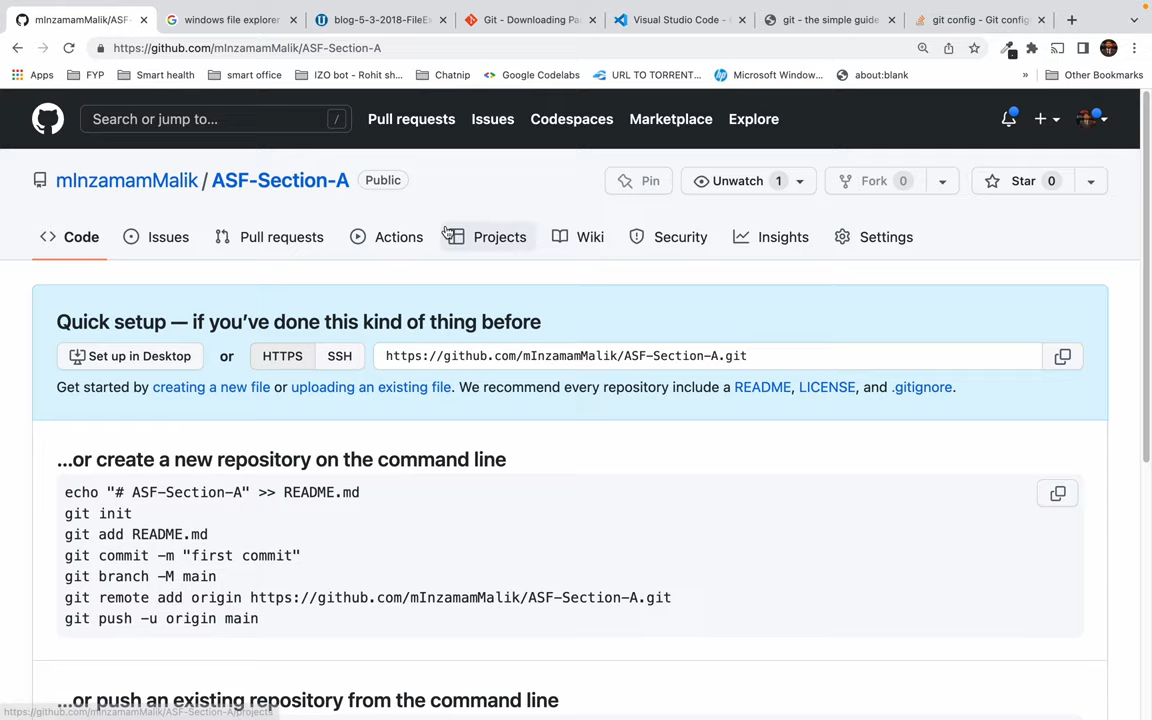 mInzamamMalik/ASF-
windows file explorer
blog-5-3-2018-FileEx
Git - Downloading Pa
Visual Studio Code -
git - the simple guide
git config - Git config
https://github.com/mInzamamMalik/ASF-Section-A
Apps
FYP
Smart health
smart office
IZO bot - Rohit sh...
Chatnip
Google Codelabs
URL TO TORRENT...
Microsoft Window...
about:blank
»
Other Bookmarks
Search or jump to...
/
Pull requests
Issues
Codespaces
Marketplace
Explore
mInzamamMalik / ASF-Section-A
Public
Pin
Unwatch 1
Fork 0
Star 0
Code
Issues
Pull requests
Actions
Projects
Wiki
Security
Insights
Settings
Quick setup — if you've done this kind of thing before
Set up in Desktop
or
HTTPS
SSH
https://github.com/mInzamamMalik/ASF-Section-A.git
Get started by creating a new file or uploading an existing file. We recommend every repository include a README, LICENSE, and .gitignore.
...or create a new repository on the command line
echo "# ASF-Section-A" >> README.md
git init
git add README.md
git commit -m "first commit"
git branch -M main
git remote add origin https://github.com/mInzamamMalik/ASF-Section-A.git
git push -u origin main
...or push an existing repository from the command line
https://github.com/mInzamamMalik/ASF-Section-A/projects